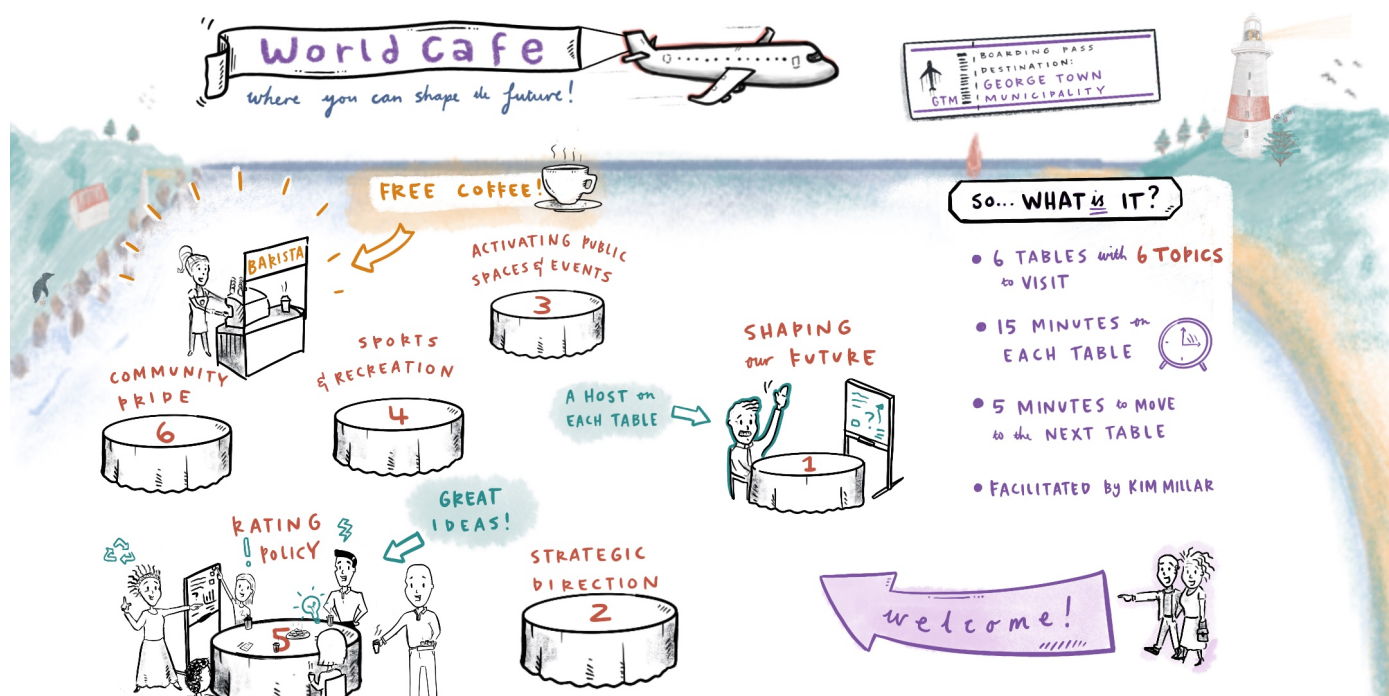 World Cafe
where you can shape the future!
BOARDING PASS
DESTINATION:
GEORGE TOWN
MUNICIPALITY
GTM
FREE COFFEE!
BARISTA
ACTIVATING PUBLIC
SPACES & EVENTS
3
SPORTS
& RECREATION
4
COMMUNITY
PRIDE
6
SHAPING
our FUTURE
A HOST on
EACH TABLE
?
1
GREAT
IDEAS!
RATING
POLICY
!
5
STRATEGIC
DIRECTION
2
SO... WHAT is IT?
• 6 TABLES with 6 TOPICS
to VISIT
• 15 MINUTES on
EACH TABLE
• 5 MINUTES to MOVE
to the NEXT TABLE
• FACILITATED By KIM MILLAR
welcome!